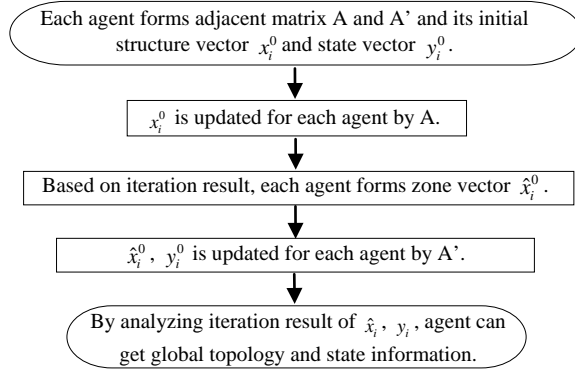 Each agent forms adjacent matrix A and A’ and its initial
structure vector $x_i^0$ and state vector $y_i^0$.
$x_i^0$ is updated for each agent by A.
Based on iteration result, each agent forms zone vector $\hat{x}_i^0$.
$\hat{x}_i^0$, $y_i^0$ is updated for each agent by A’.
By analyzing iteration result of $\hat{x}_i$, $y_i$, agent can
get global topology and state information.